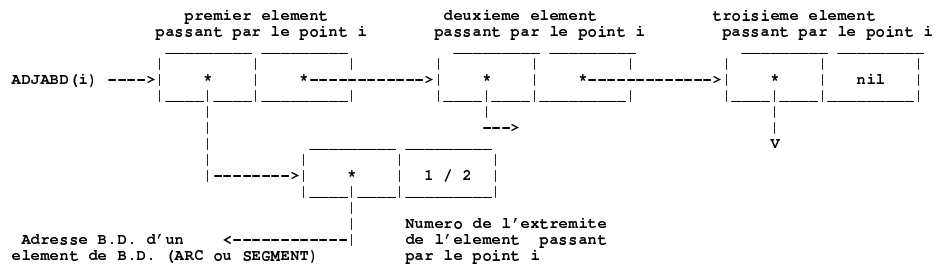 premier element deuxieme element troisieme element
passant par le point i passant par le point i passant par le point i
ADJABD(i) ---->| * | *------------>| * | *------------>| * | nil |
--->
V
|-------->| * | 1 / 2 |
Numero de l'extremite
Adresse B.D. d'un <------------| de l'element passant
element de B.D. (ARC ou SEGMENT) par le point i